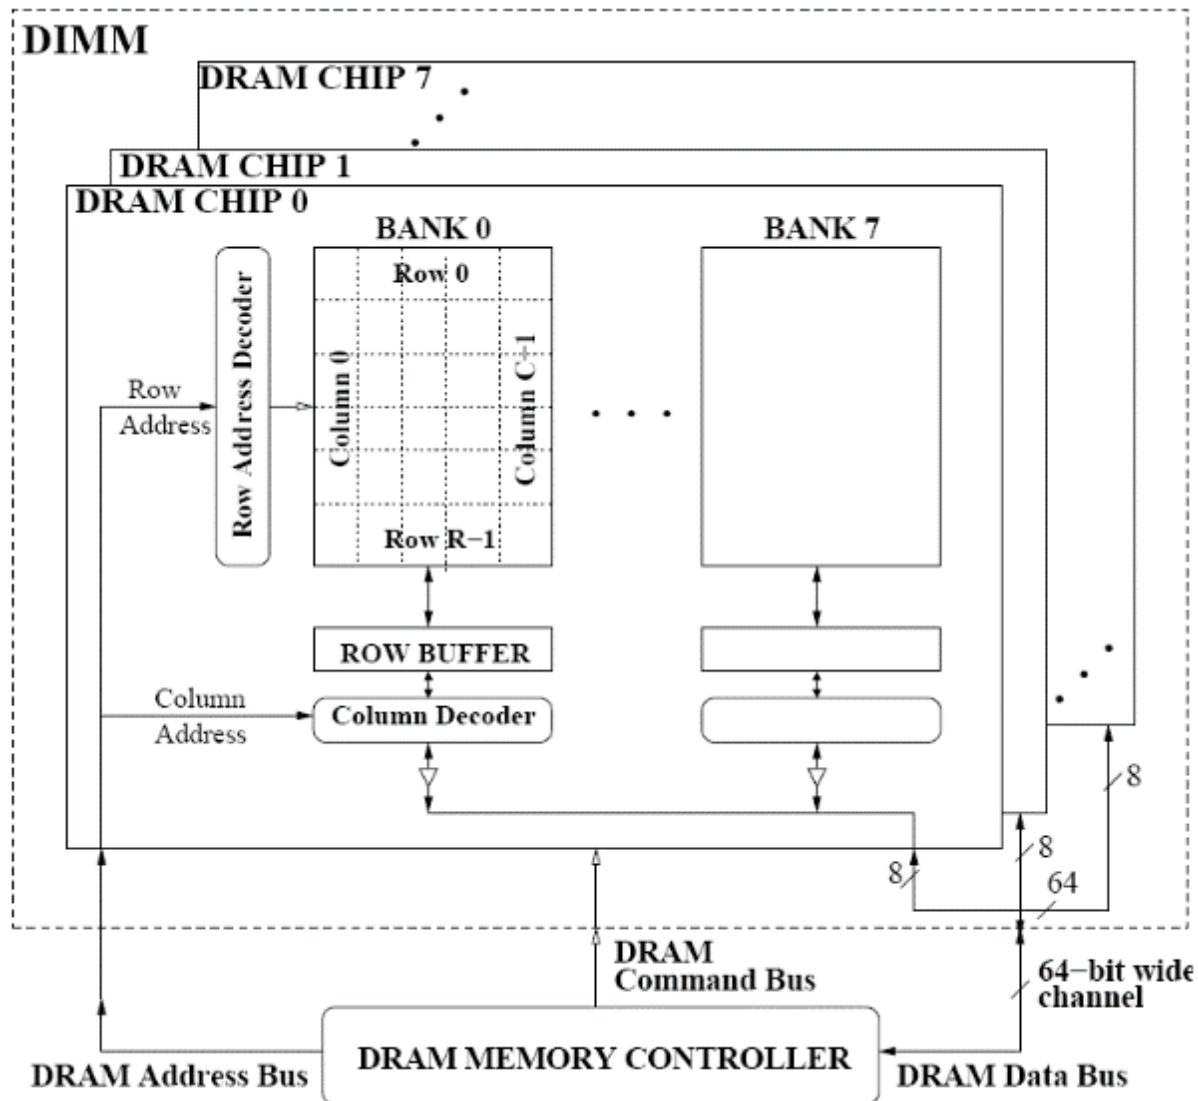 DIMM
DRAM CHIP 7
DRAM CHIP 1
DRAM CHIP 0
BANK 0
BANK 7
Row Address Decoder
Row 0
Column 0
Column C−1
Row
Address
Row R−1
ROW BUFFER
Column
Address
Column Decoder
8
8
8
64
DRAM
Command Bus
64−bit wide
channel
DRAM MEMORY CONTROLLER
DRAM Address Bus
DRAM Data Bus